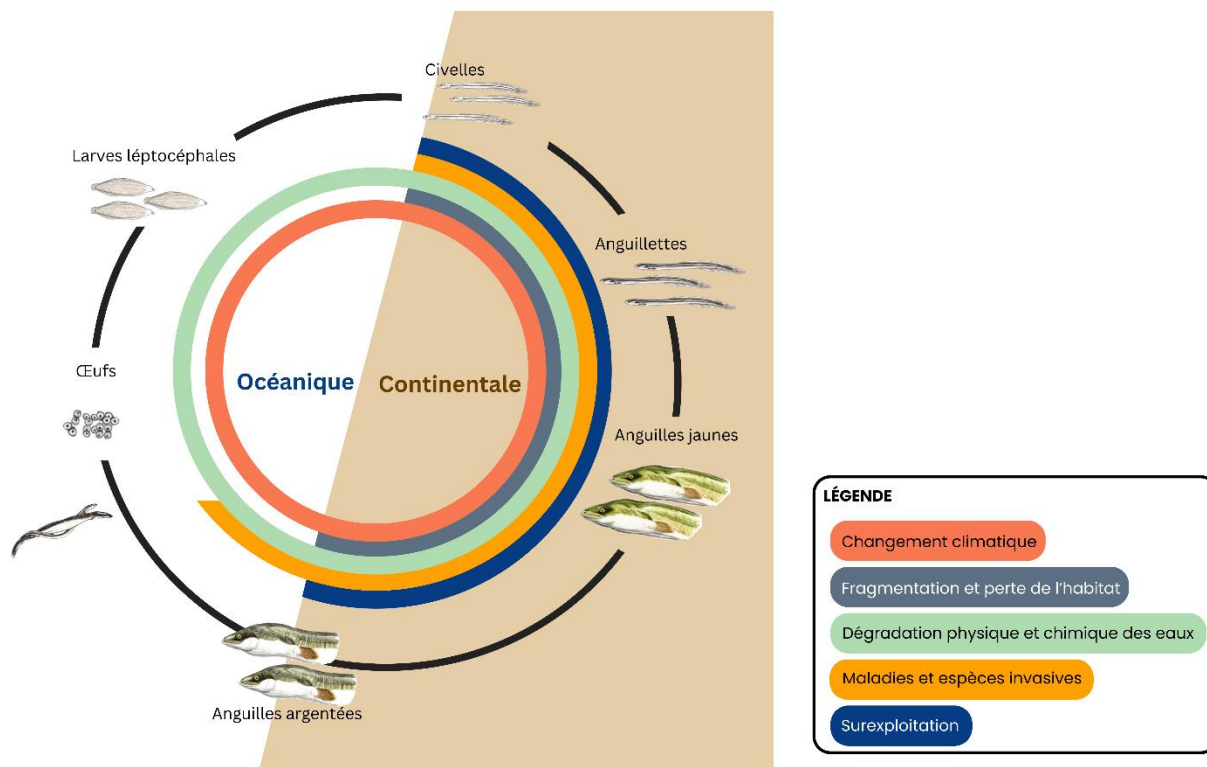 Civelles
Larves léptocéphales
Anguillettes
Œufs
Océanique
Continentale
Anguilles jaunes
Anguilles argentées
LÉGENDE
Changement climatique
Fragmentation et perte de l'habitat
Dégradation physique et chimique des eaux
Maladies et espèces invasives
Surexploitation